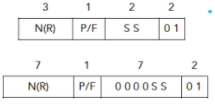 3 1 2 2
N(R) P/F S S 0 1
7 1 7 2
N(R) P/F 0 0 0 0 S S 0 1